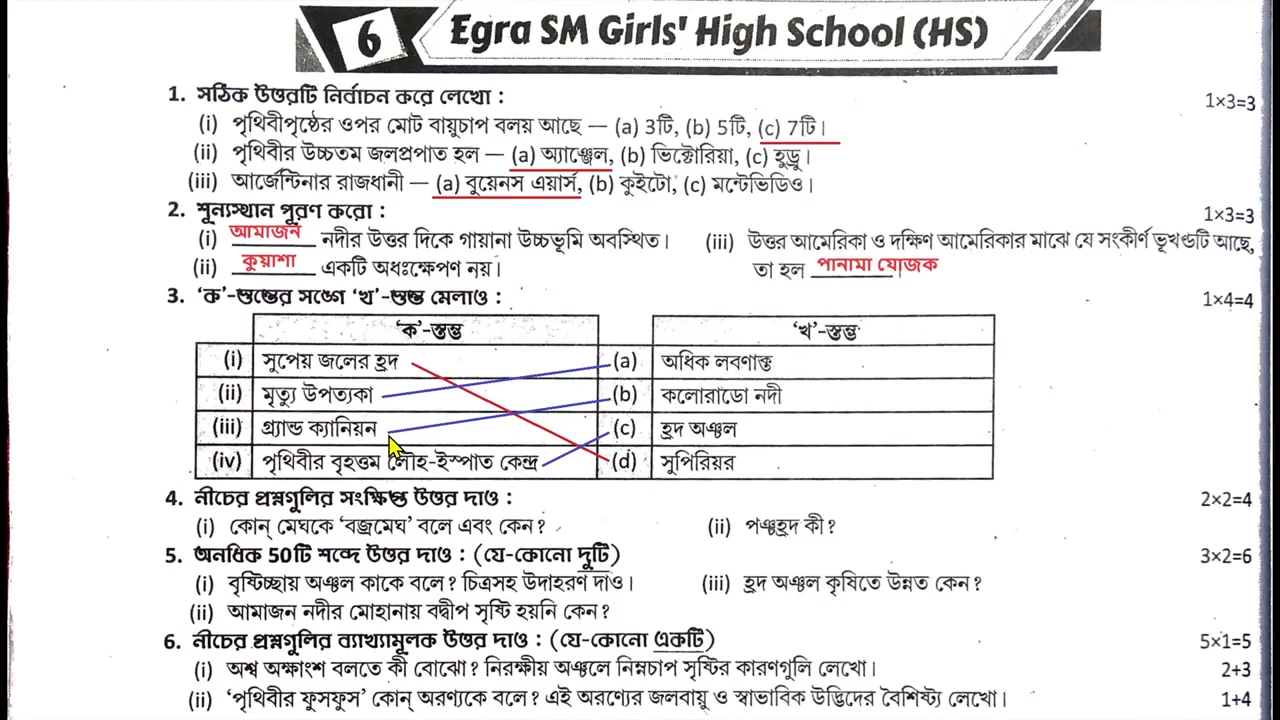 6 Egra SM Girls' High School (HS)
1. সঠিক উত্তরটি নির্বাচন করে লেখো : 1×3=3
(i) পৃথিবীপৃষ্ঠের ওপর মোট বায়ুচাপ বলয় আছে — (a) 3টি, (b) 5টি, (c) 7টি।
(ii) পৃথিবীর উচ্চতম জলপ্রপাত হল — (a) অ্যাঞ্জেল, (b) ভিক্টোরিয়া, (c) হুড্রু।
(iii) আর্জেন্টিনার রাজধানী — (a) বুয়েনস এয়ার্স, (b) কুইটো, (c) মন্টেভিডিও।
2. শূন্যস্থান পূরণ করো : 1×3=3
(i) আমাজন নদীর উত্তর দিকে গায়ানা উচ্চভূমি অবস্থিত।
(ii) কুয়াশা একটি অধঃক্ষেপণ নয়।
(iii) উত্তর আমেরিকা ও দক্ষিণ আমেরিকার মাঝে যে সংকীর্ণ ভূখণ্ডটি আছে,
তা হল পানামা যোজক।
3. 'ক'-স্তম্ভের সঙ্গে 'খ'-স্তম্ভ মেলাও : 1×4=4
'ক'-স্তম্ভ 'খ'-স্তম্ভ
(i) সুপেয় জলের হ্রদ (a) অধিক লবণাক্ত
(ii) মৃত্যু উপত্যকা (b) কলোরাডো নদী
(iii) গ্র্যান্ড ক্যানিয়ন (c) হ্রদ অঞ্চল
(iv) পৃথিবীর বৃহত্তম লৌহ-ইস্পাত কেন্দ্র (d) সুপিরিয়র
4. নীচের প্রশ্নগুলির সংক্ষিপ্ত উত্তর দাও : 2×2=4
(i) কোন্ মেঘকে 'বজ্রমেঘ' বলে এবং কেন? (ii) পঞ্চহ্রদ কী?
5. অনধিক 50টি শব্দে উত্তর দাও : (যে-কোনো দুটি) 3×2=6
(i) বৃষ্টিচ্ছায় অঞ্চল কাকে বলে? চিত্রসহ উদাহরণ দাও। (iii) হ্রদ অঞ্চল কৃষিতে উন্নত কেন?
(ii) আমাজন নদীর মোহানায় বদ্বীপ সৃষ্টি হয়নি কেন?
6. নীচের প্রশ্নগুলির ব্যাখ্যামূলক উত্তর দাও : (যে-কোনো একটি) 5×1=5
(i) অশ্ব অক্ষাংশ বলতে কী বোঝো? নিরক্ষীয় অঞ্চলে নিম্নচাপ সৃষ্টির কারণগুলি লেখো। 2+3
(ii) 'পৃথিবীর ফুসফুস' কোন্ অরণ্যকে বলে? এই অরণ্যের জলবায়ু ও স্বাভাবিক উদ্ভিদের বৈশিষ্ট্য লেখো। 1+4